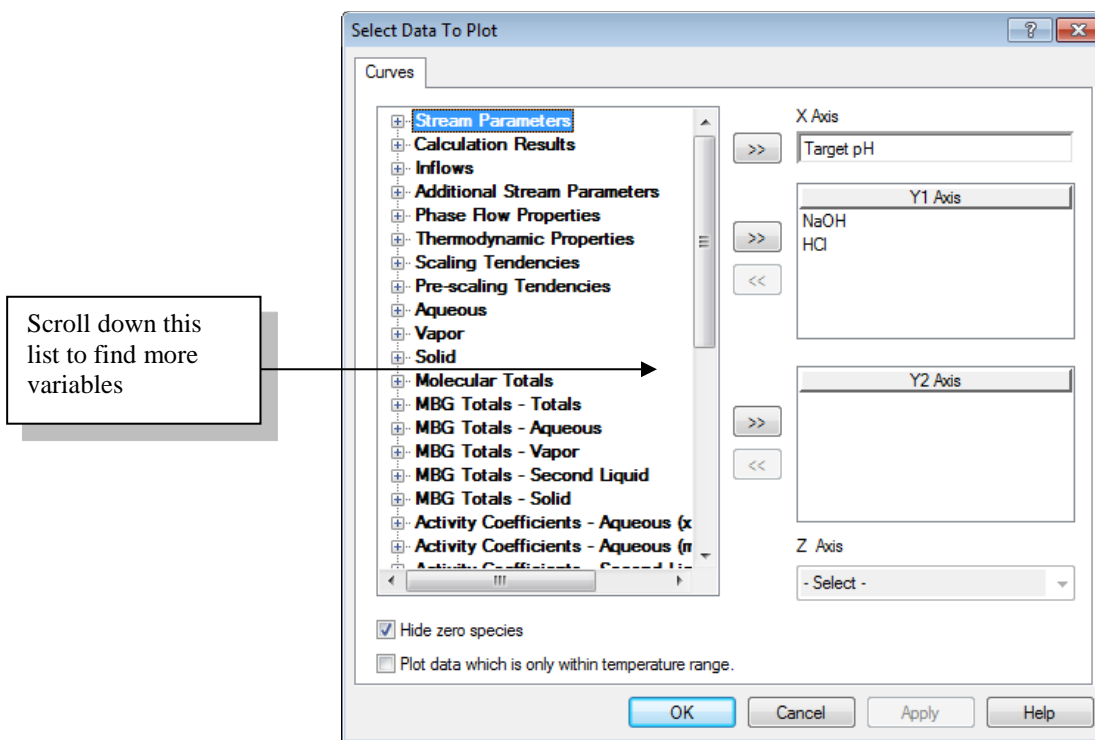 Select Data To Plot
Curves
Stream Parameters
Calculation Results
Inflows
Additional Stream Parameters
Phase Flow Properties
Thermodynamic Properties
Scaling Tendencies
Pre-scaling Tendencies
Aqueous
Vapor
Solid
Molecular Totals
MBG Totals - Totals
MBG Totals - Aqueous
MBG Totals - Vapor
MBG Totals - Second Liquid
MBG Totals - Solid
Activity Coefficients - Aqueous (x
Activity Coefficients - Aqueous (m
Activity Coefficients - Second Liq
X Axis
>>
Target pH
Y1 Axis
NaOH
HCl
>>
<<
Y2 Axis
>>
<<
Z Axis
- Select -
Hide zero species
Plot data which is only within temperature range.
OK
Cancel
Apply
Help
Scroll down this
list to find more
variables